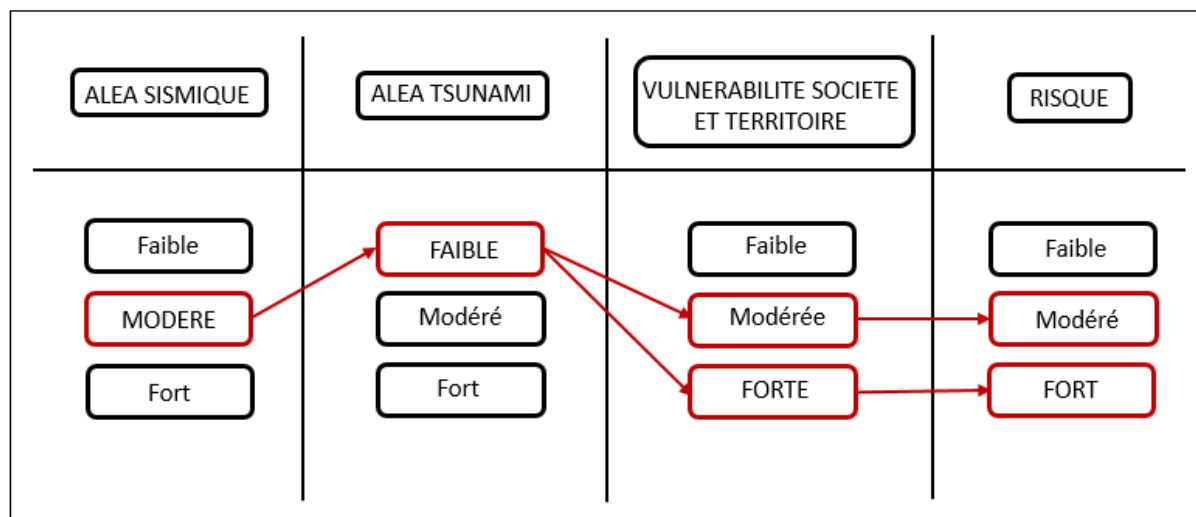 ALEA SISMIQUE
ALEA TSUNAMI
VULNERABILITE SOCIETE
ET TERRITOIRE
RISQUE
Faible
FAIBLE
Faible
Faible
MODERE
Modéré
Modérée
Modéré
Fort
Fort
FORTE
FORT